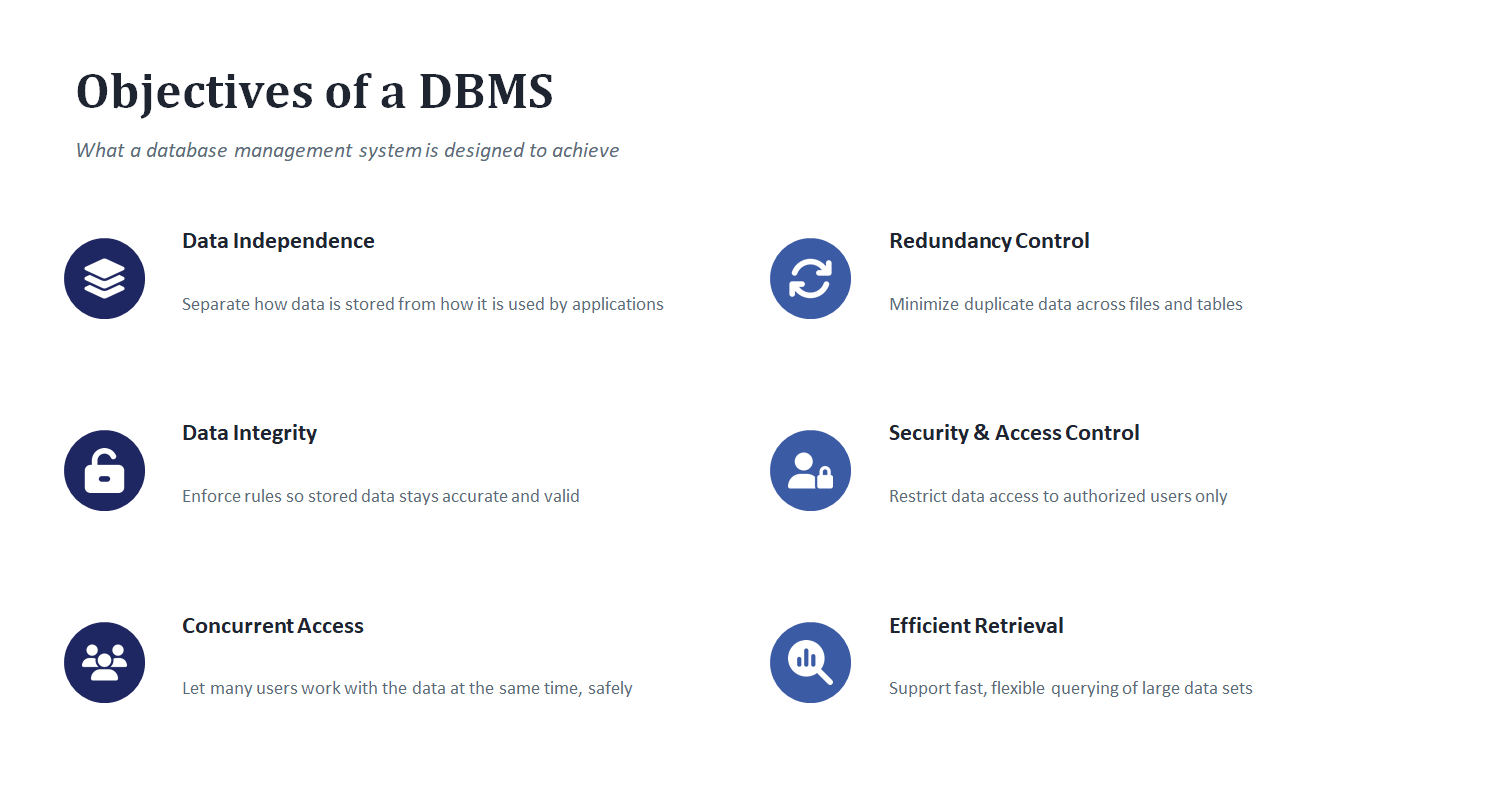 Objectives of a DBMS
What a database management system is designed to achieve
Data Independence
Separate how data is stored from how it is used by applications
Redundancy Control
Minimize duplicate data across files and tables
Data Integrity
Enforce rules so stored data stays accurate and valid
Security & Access Control
Restrict data access to authorized users only
Concurrent Access
Let many users work with the data at the same time, safely
Efficient Retrieval
Support fast, flexible querying of large data sets